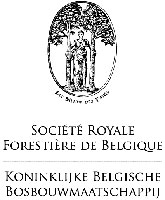 SOCIÉTÉ ROYALE
FORESTIÈRE DE BELGIQUE
KONINKLIJKE BELGISCHE
BOSBOUWMAATSCHAPPIJ